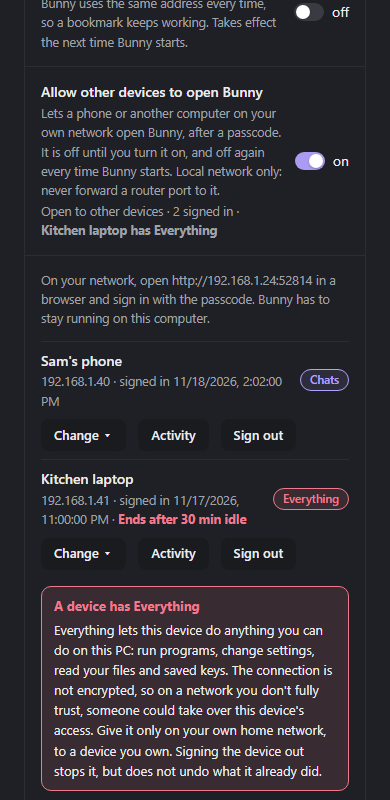 Bunny uses the same address every time,
so a bookmark keeps working. Takes effect
the next time Bunny starts.
off
Allow other devices to open Bunny
Lets a phone or another computer on your
own network open Bunny, after a passcode.
It is off until you turn it on, and off again
every time Bunny starts. Local network only:
never forward a router port to it.
on
Open to other devices · 2 signed in ·
Kitchen laptop has Everything
On your network, open http://192.168.1.24:52814 in a
browser and sign in with the passcode. Bunny has to
stay running on this computer.
Sam's phone
192.168.1.40 · signed in 11/18/2026, 2:02:00
PM
Chats
Change
Activity
Sign out
Kitchen laptop
192.168.1.41 · signed in 11/17/2026,
11:00:00 PM · Ends after 30 min idle
Everything
Change
Activity
Sign out
A device has Everything
Everything lets this device do anything you can
do on this PC: run programs, change settings,
read your files and saved keys. The connection is
not encrypted, so on a network you don't fully
trust, someone could take over this device's
access. Give it only on your own home network,
to a device you own. Signing the device out
stops it, but does not undo what it already did.